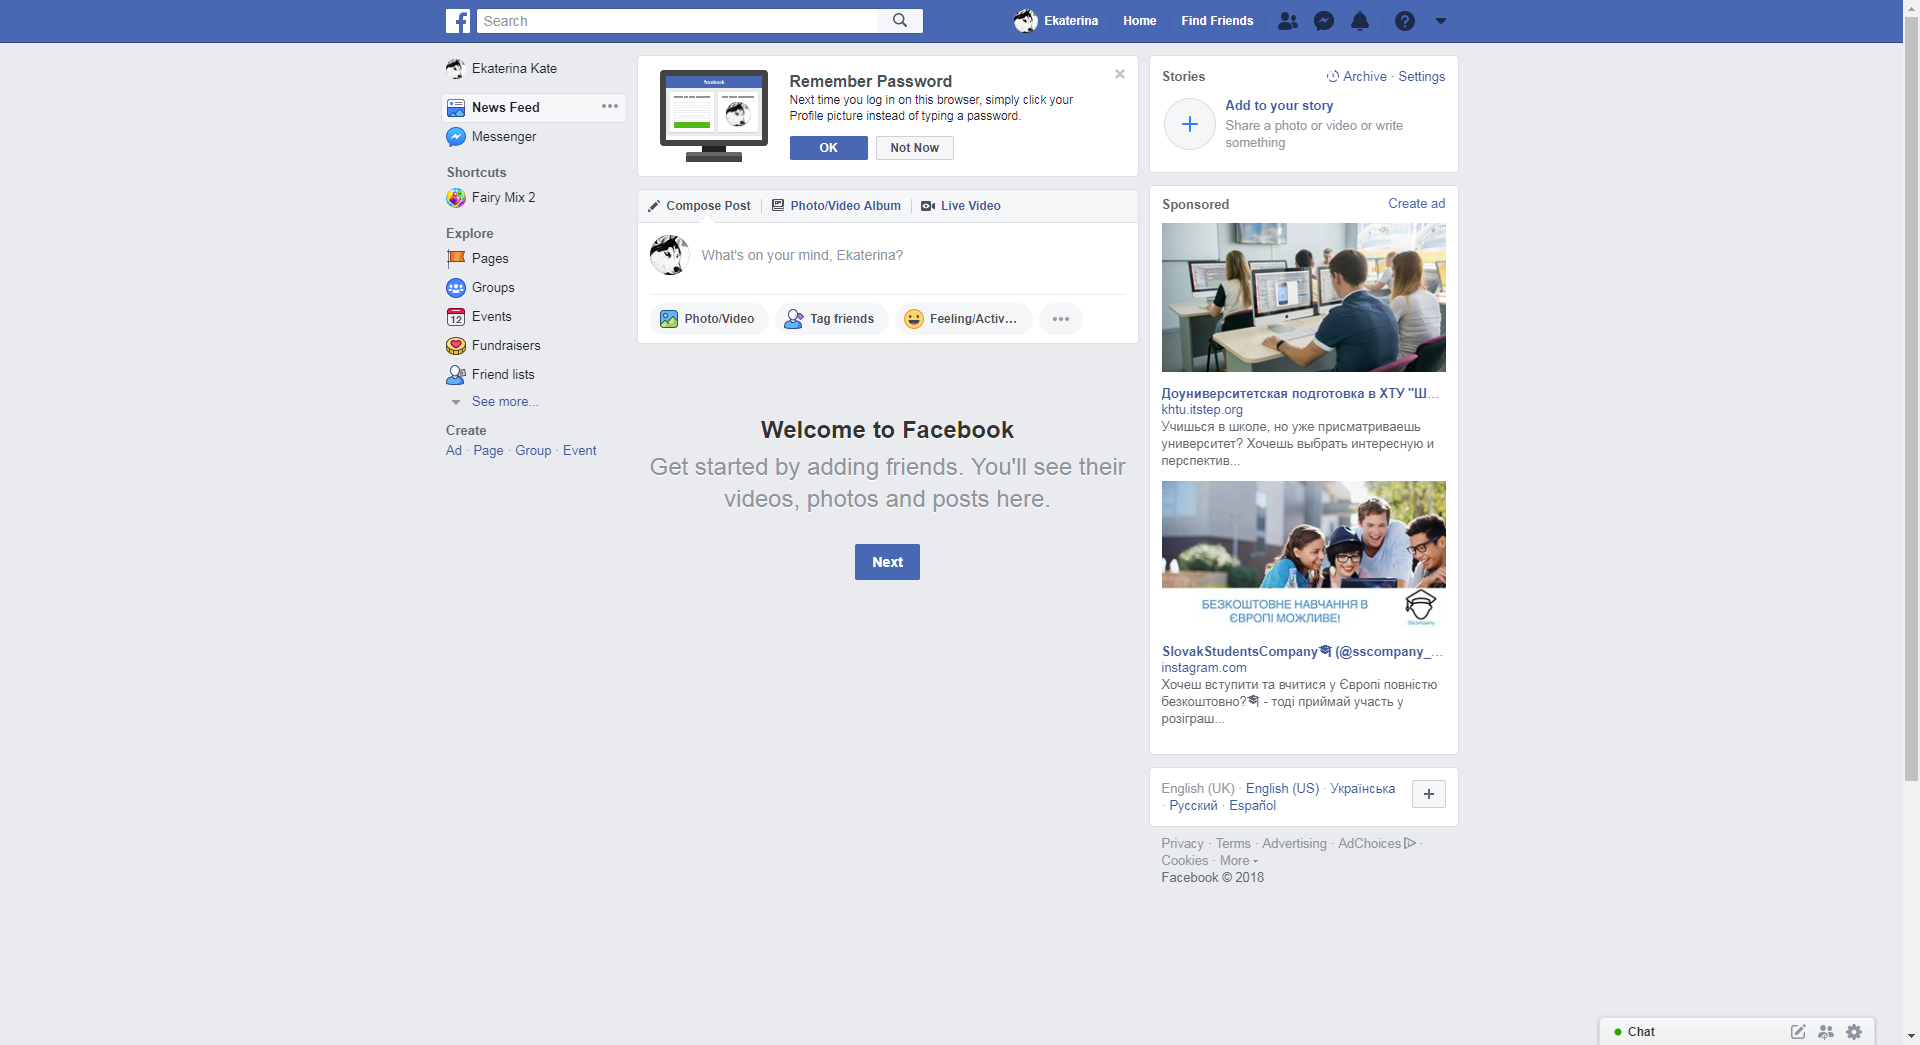 Search
Ekaterina
Home
Find Friends
Ekaterina Kate
News Feed
Messenger
Shortcuts
Fairy Mix 2
Explore
Pages
Groups
12
Events
Fundraisers
Friend lists
See more...
Create
Ad · Page · Group · Event
facebook
Remember Password
Next time you log in on this browser, simply click your
Profile picture instead of typing a password.
OK
Not Now
Compose Post
Photo/Video Album
Live Video
What's on your mind, Ekaterina?
Photo/Video
Tag friends
Feeling/Activ...
Welcome to Facebook
Get started by adding friends. You'll see their
videos, photos and posts here.
Next
Stories
Archive · Settings
Add to your story
Share a photo or video or write
something
Sponsored
Create ad
Доуниверситетская подготовка в ХТУ "Ш...
khtu.itstep.org
Учишься в школе, но уже присматриваешь
университет? Хочешь выбрать интересную и
перспектив...
БЕЗКОШТОВНЕ НАВЧАННЯ В
ЄВРОПІ МОЖЛИВЕ!
SScompany
SlovakStudentsCompany🎓 (@sscompany_...
instagram.com
Хочеш вступити та вчитися у Європі повністю
безкоштовно?🎓 - тоді приймай участь у
розіграш...
English (UK) · English (US) · Українська
· Русский · Español
Privacy · Terms · Advertising · AdChoices ·
Cookies · More
Facebook © 2018
Chat